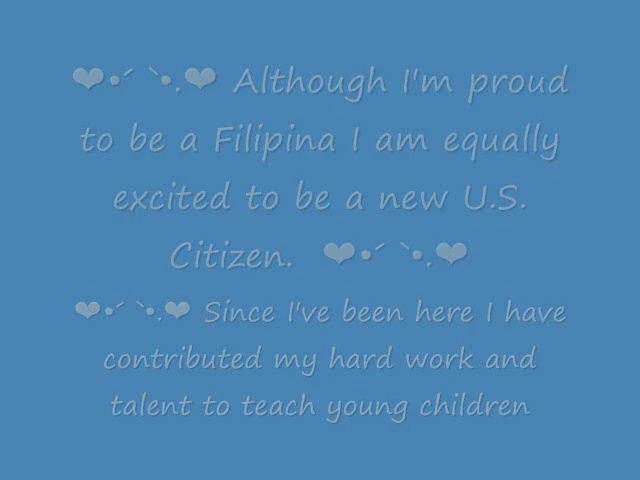 ❤•´ `•.❤ Although I'm proud
to be a Filipina I am equally
excited to be a new U.S.
Citizen. ❤•´ `•.❤
❤•´ `•.❤ Since I've been here I have
contributed my hard work and
talent to teach young children